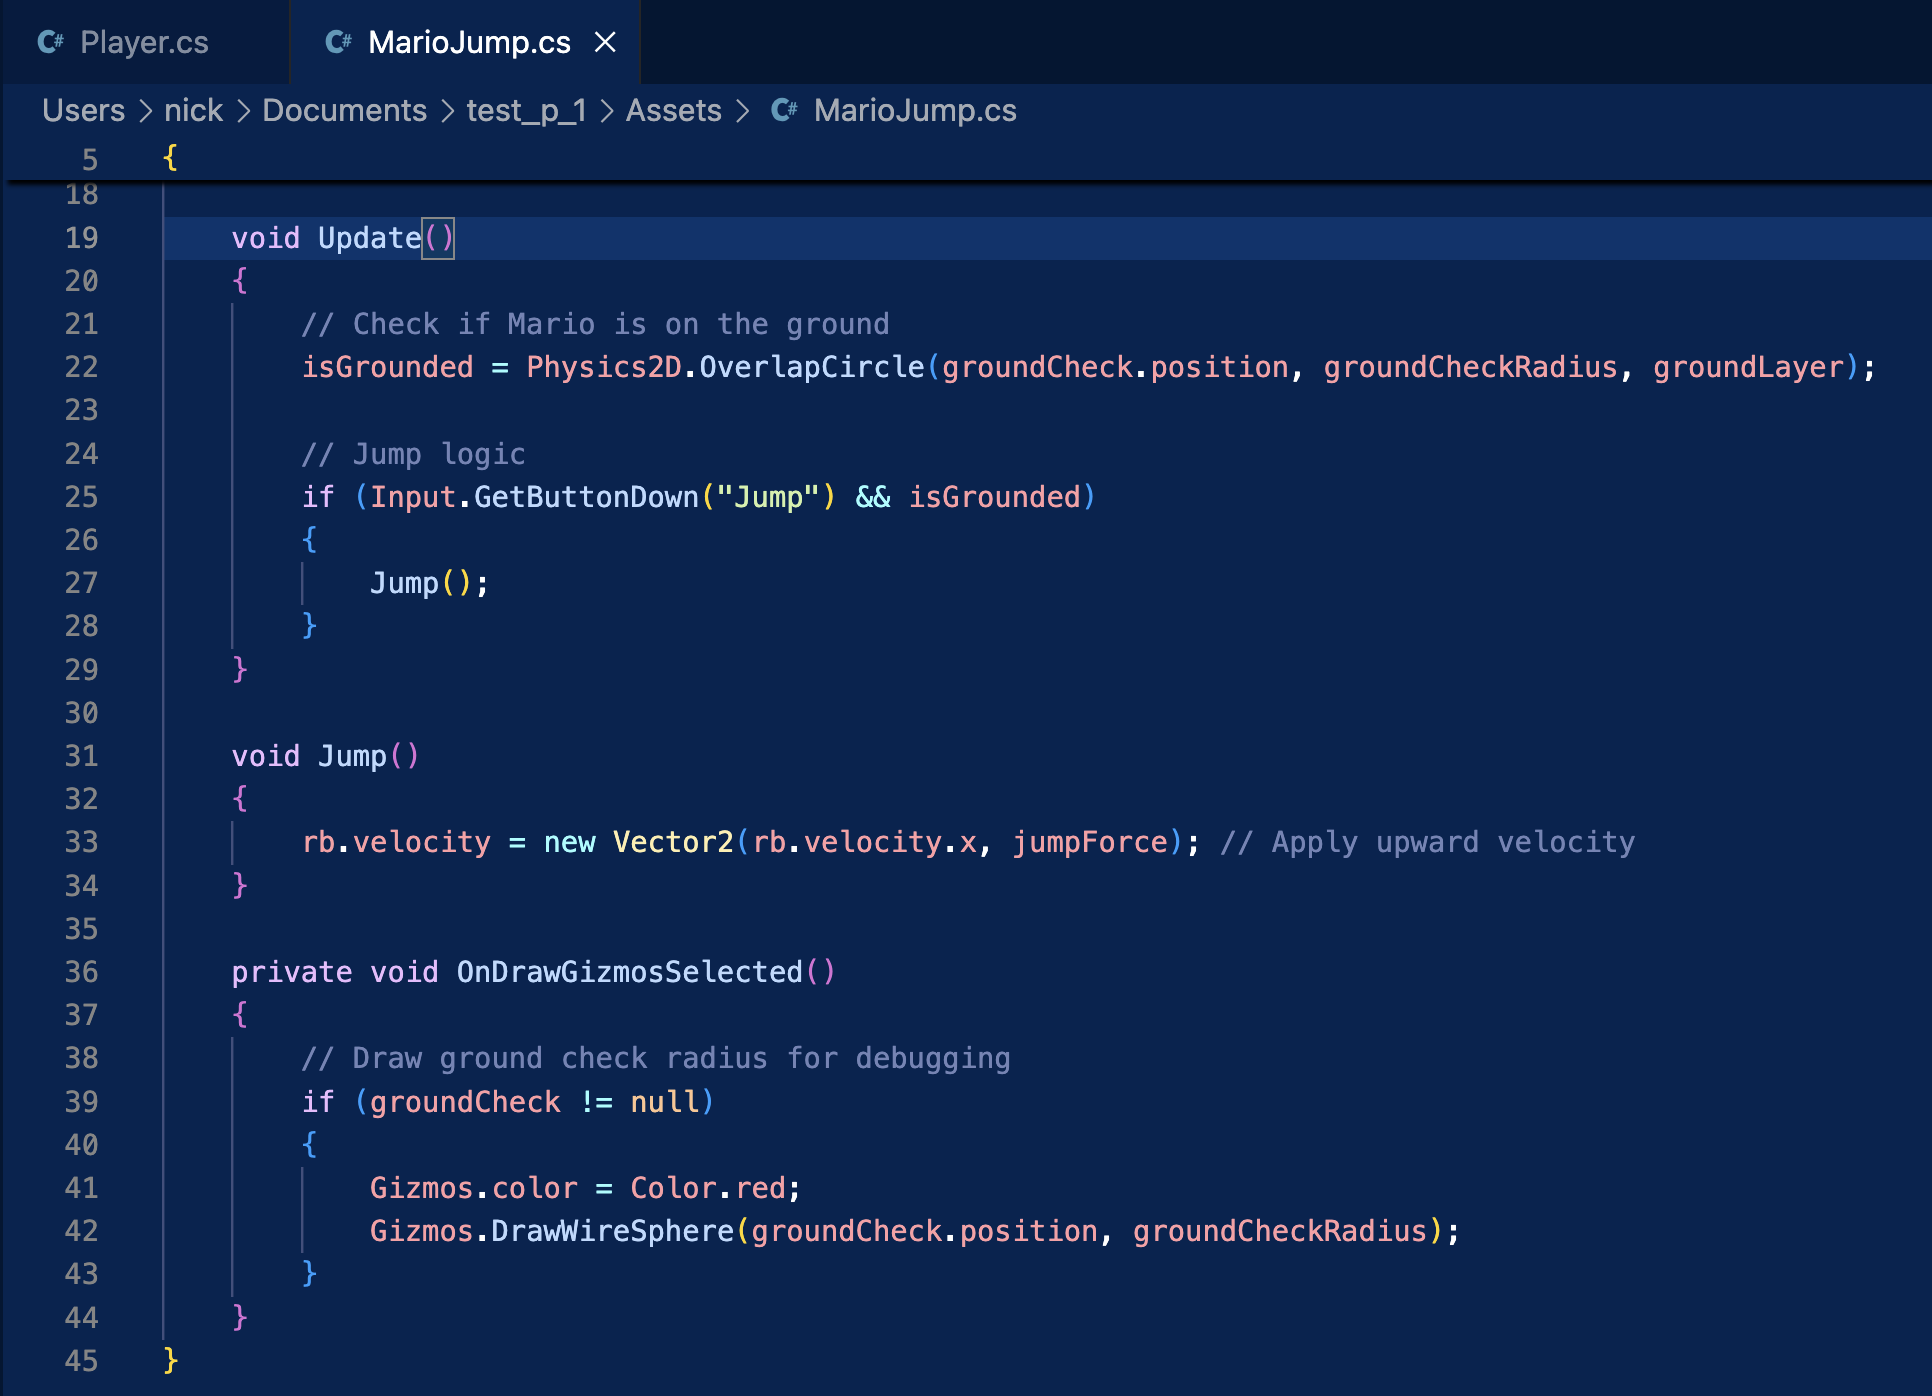 C# Player.cs
C# MarioJump.cs ×
Users > nick > Documents > test_p_1 > Assets > C# MarioJump.cs
5 {
18
19 void Update()
20 {
21 // Check if Mario is on the ground
22 isGrounded = Physics2D.OverlapCircle(groundCheck.position, groundCheckRadius, groundLayer);
23
24 // Jump logic
25 if (Input.GetButtonDown("Jump") && isGrounded)
26 {
27 Jump();
28 }
29 }
30
31 void Jump()
32 {
33 rb.velocity = new Vector2(rb.velocity.x, jumpForce); // Apply upward velocity
34 }
35
36 private void OnDrawGizmosSelected()
37 {
38 // Draw ground check radius for debugging
39 if (groundCheck != null)
40 {
41 Gizmos.color = Color.red;
42 Gizmos.DrawWireSphere(groundCheck.position, groundCheckRadius);
43 }
44 }
45 }